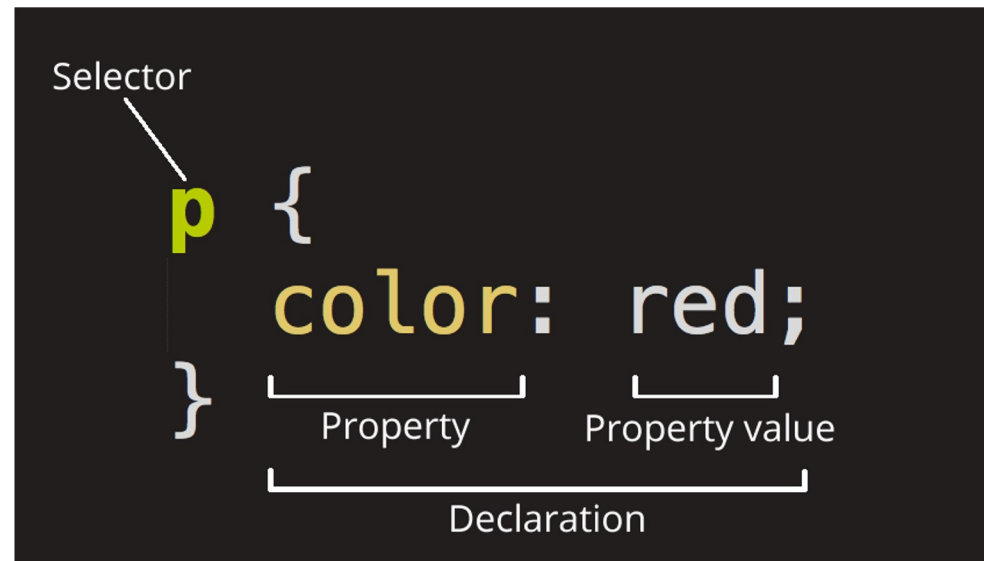 Selector
p {
color: red;
}
Property
Property value
Declaration